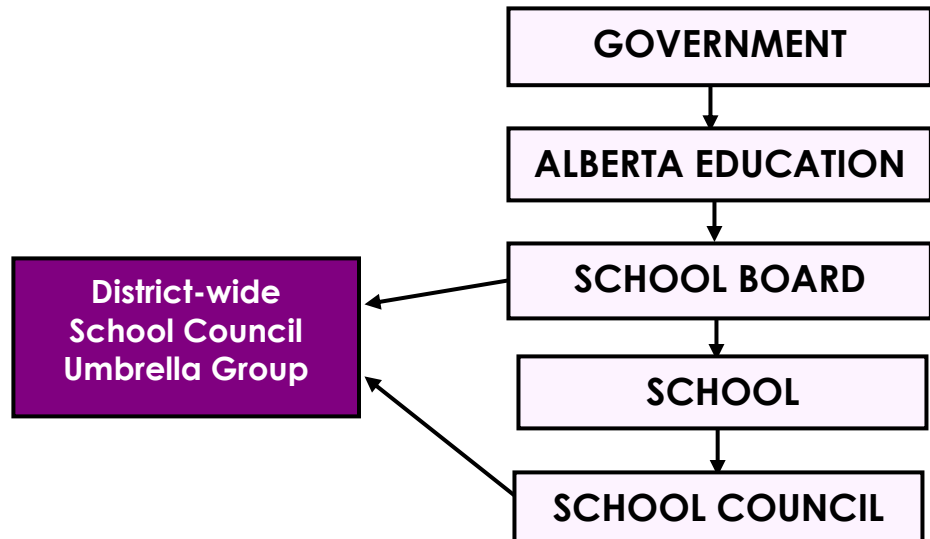 GOVERNMENT
ALBERTA EDUCATION
SCHOOL BOARD
District-wide
School Council
Umbrella Group
SCHOOL
SCHOOL COUNCIL